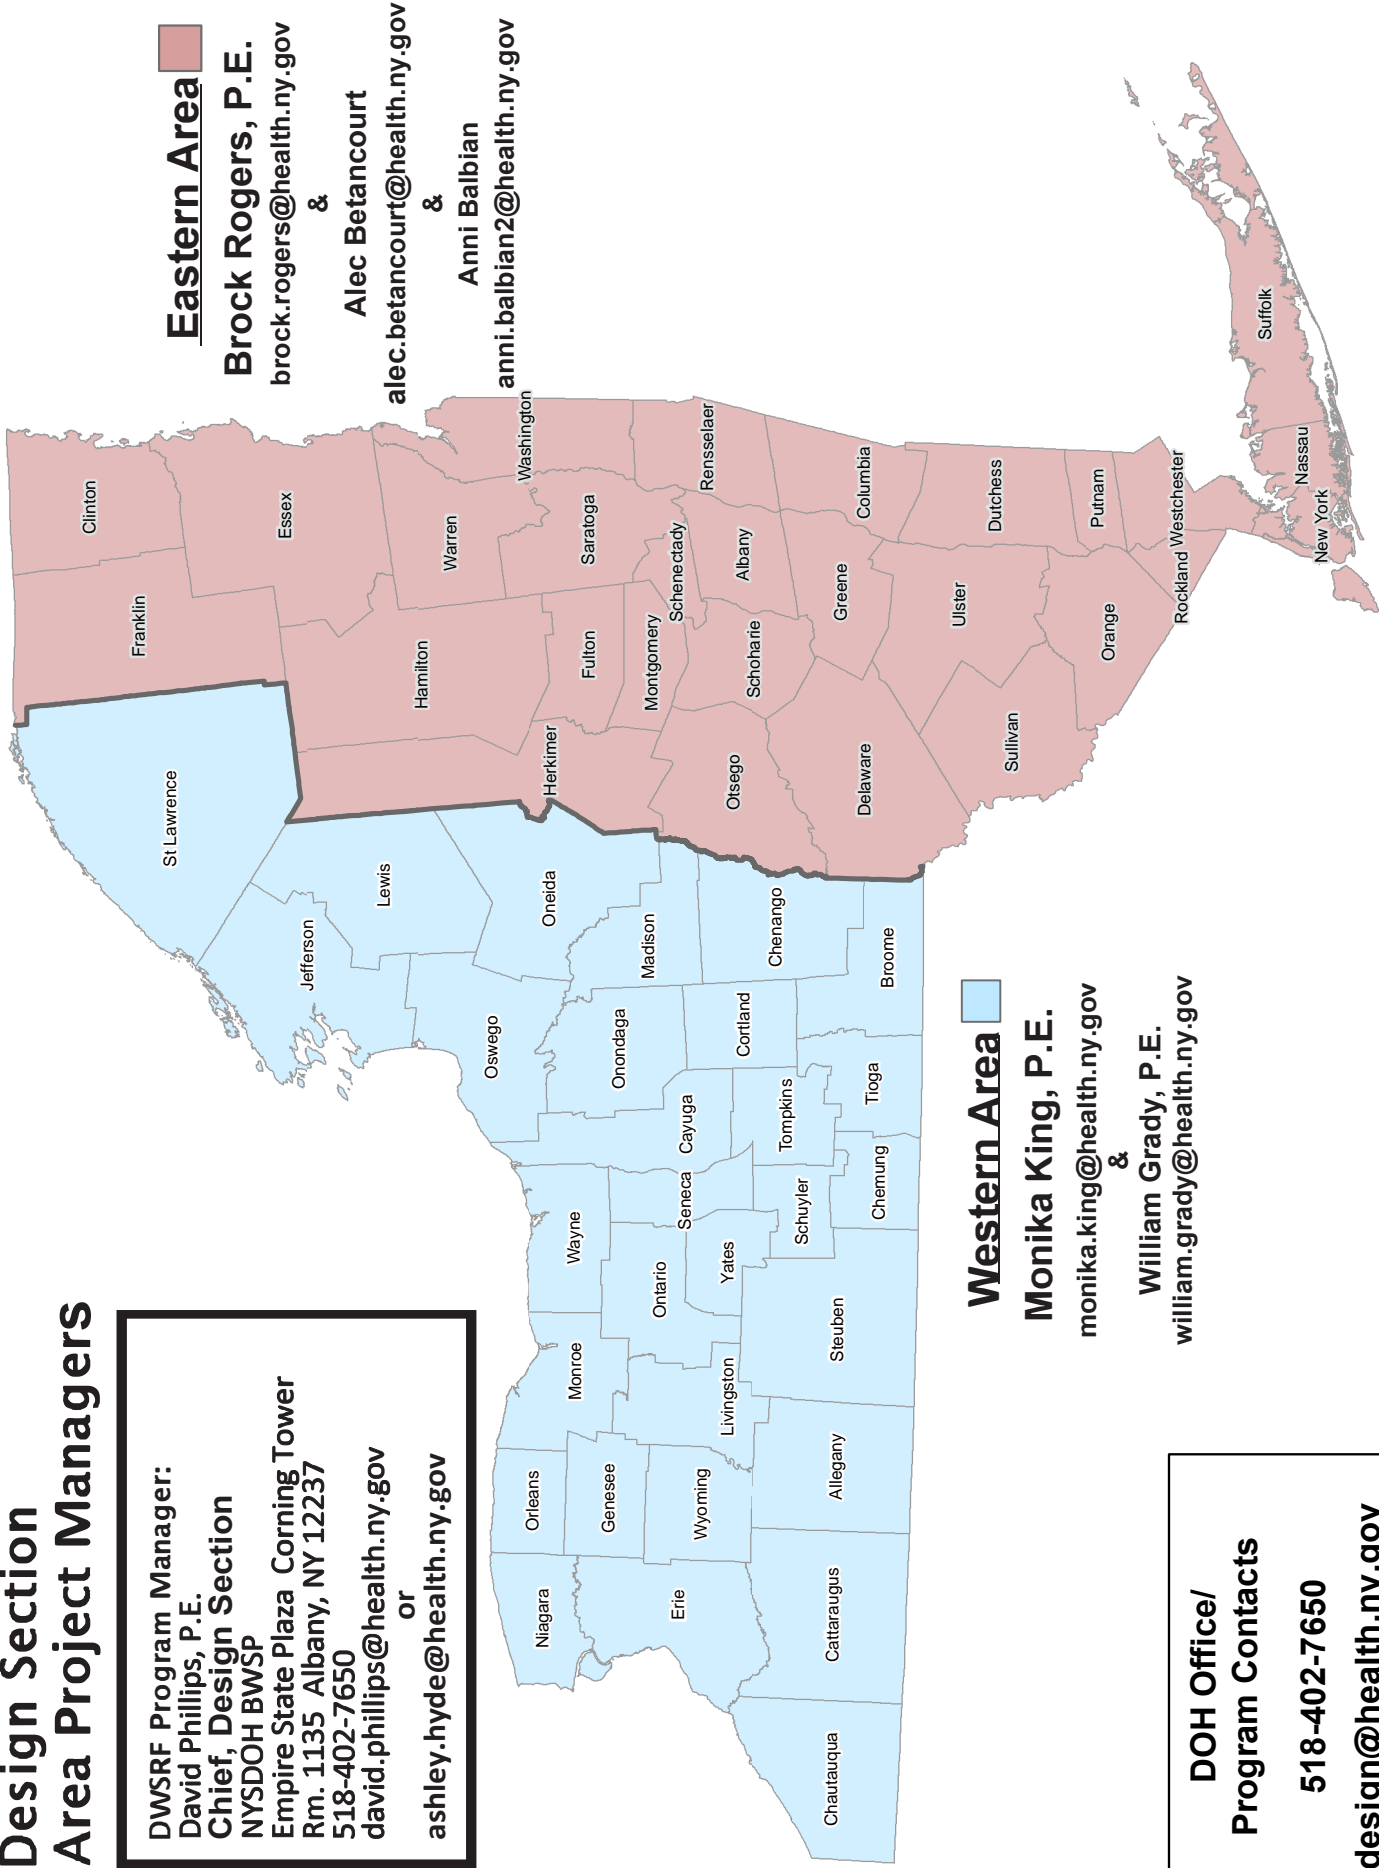 Design Section
Area Project Managers
DWSRF Program Manager:
David Phillips, P.E.
Chief, Design Section
NYSDOH BWSP
Empire State Plaza Corning Tower
Rm. 1135 Albany, NY 12237
518-402-7650
david.phillips@health.ny.gov
or
ashley.hyde@health.ny.gov
Eastern Area
Brock Rogers, P.E.
brock.rogers@health.ny.gov
&
Alec Betancourt
alec.betancourt@health.ny.gov
&
Anni Balbian
anni.balbian2@health.ny.gov
Clinton
Franklin
St Lawrence
Essex
Jefferson
Lewis
Hamilton
Warren
Washington
Oswego
Oneida
Herkimer
Fulton
Saratoga
Niagara
Orleans
Monroe
Wayne
Genesee
Onondaga
Madison
Montgomery
Schenectady
Rensselaer
Erie
Wyoming
Livingston
Ontario
Yates
Seneca
Cayuga
Cortland
Chenango
Otsego
Schoharie
Albany
Chautauqua
Cattaraugus
Allegany
Steuben
Schuyler
Tompkins
Chemung
Tioga
Broome
Delaware
Greene
Columbia
Ulster
Dutchess
Sullivan
Orange
Putnam
Rockland
Westchester
New York
Nassau
Suffolk
Western Area
Monika King, P.E.
monika.king@health.ny.gov
&
William Grady, P.E.
william.grady@health.ny.gov
DOH Office/
Program Contacts
518-402-7650
design@health.ny.gov